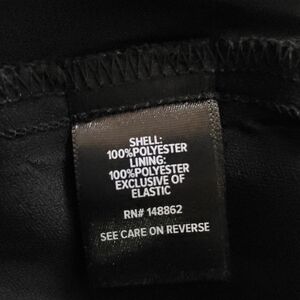 SHELL:
100%POLYESTER
LINING:
100%POLYESTER
EXCLUSIVE OF
ELASTIC
RN# 148862
SEE CARE ON REVERSE